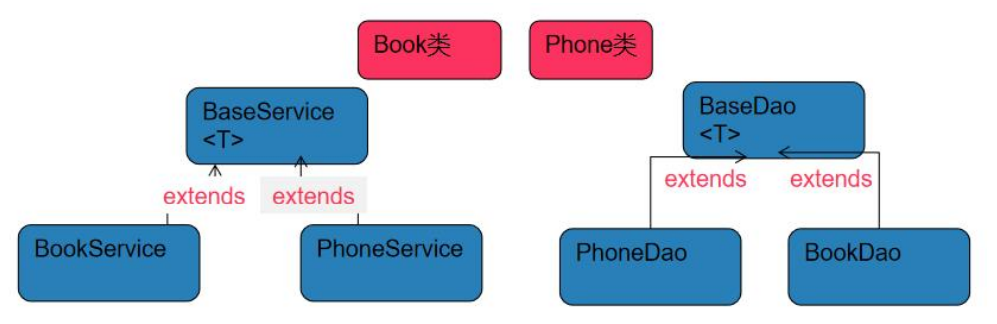 Book类
Phone类
BaseService
<T>
BaseDao
<T>
extends
extends
extends
extends
BookService
PhoneService
PhoneDao
BookDao